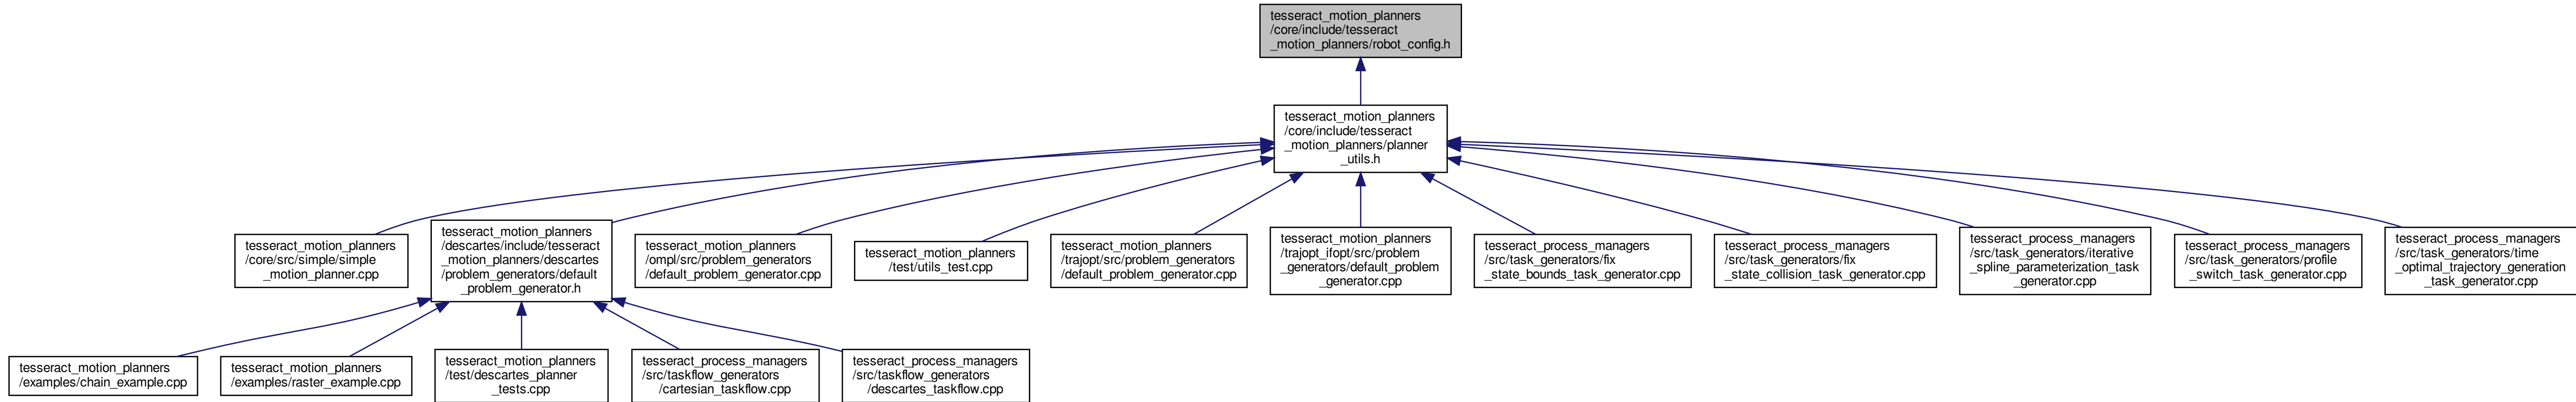 tesseract_motion_planners
/core/include/tesseract
_motion_planners/robot_config.h
tesseract_motion_planners
/core/include/tesseract
_motion_planners/planner
_utils.h
tesseract_motion_planners
/core/src/simple/simple
_motion_planner.cpp
tesseract_motion_planners
/descartes/include/tesseract
_motion_planners/descartes
/problem_generators/default
_problem_generator.h
tesseract_motion_planners
/ompl/src/problem_generators
/default_problem_generator.cpp
tesseract_motion_planners
/test/utils_test.cpp
tesseract_motion_planners
/trajopt/src/problem_generators
/default_problem_generator.cpp
tesseract_motion_planners
/trajopt_ifopt/src/problem
_generators/default_problem
_generator.cpp
tesseract_process_managers
/src/task_generators/fix
_state_bounds_task_generator.cpp
tesseract_process_managers
/src/task_generators/fix
_state_collision_task_generator.cpp
tesseract_process_managers
/src/task_generators/iterative
_spline_parameterization_task
_generator.cpp
tesseract_process_managers
/src/task_generators/profile
_switch_task_generator.cpp
tesseract_process_managers
/src/task_generators/time
_optimal_trajectory_generation
_task_generator.cpp
tesseract_motion_planners
/examples/chain_example.cpp
tesseract_motion_planners
/examples/raster_example.cpp
tesseract_motion_planners
/test/descartes_planner
_tests.cpp
tesseract_process_managers
/src/taskflow_generators
/cartesian_taskflow.cpp
tesseract_process_managers
/src/taskflow_generators
/descartes_taskflow.cpp